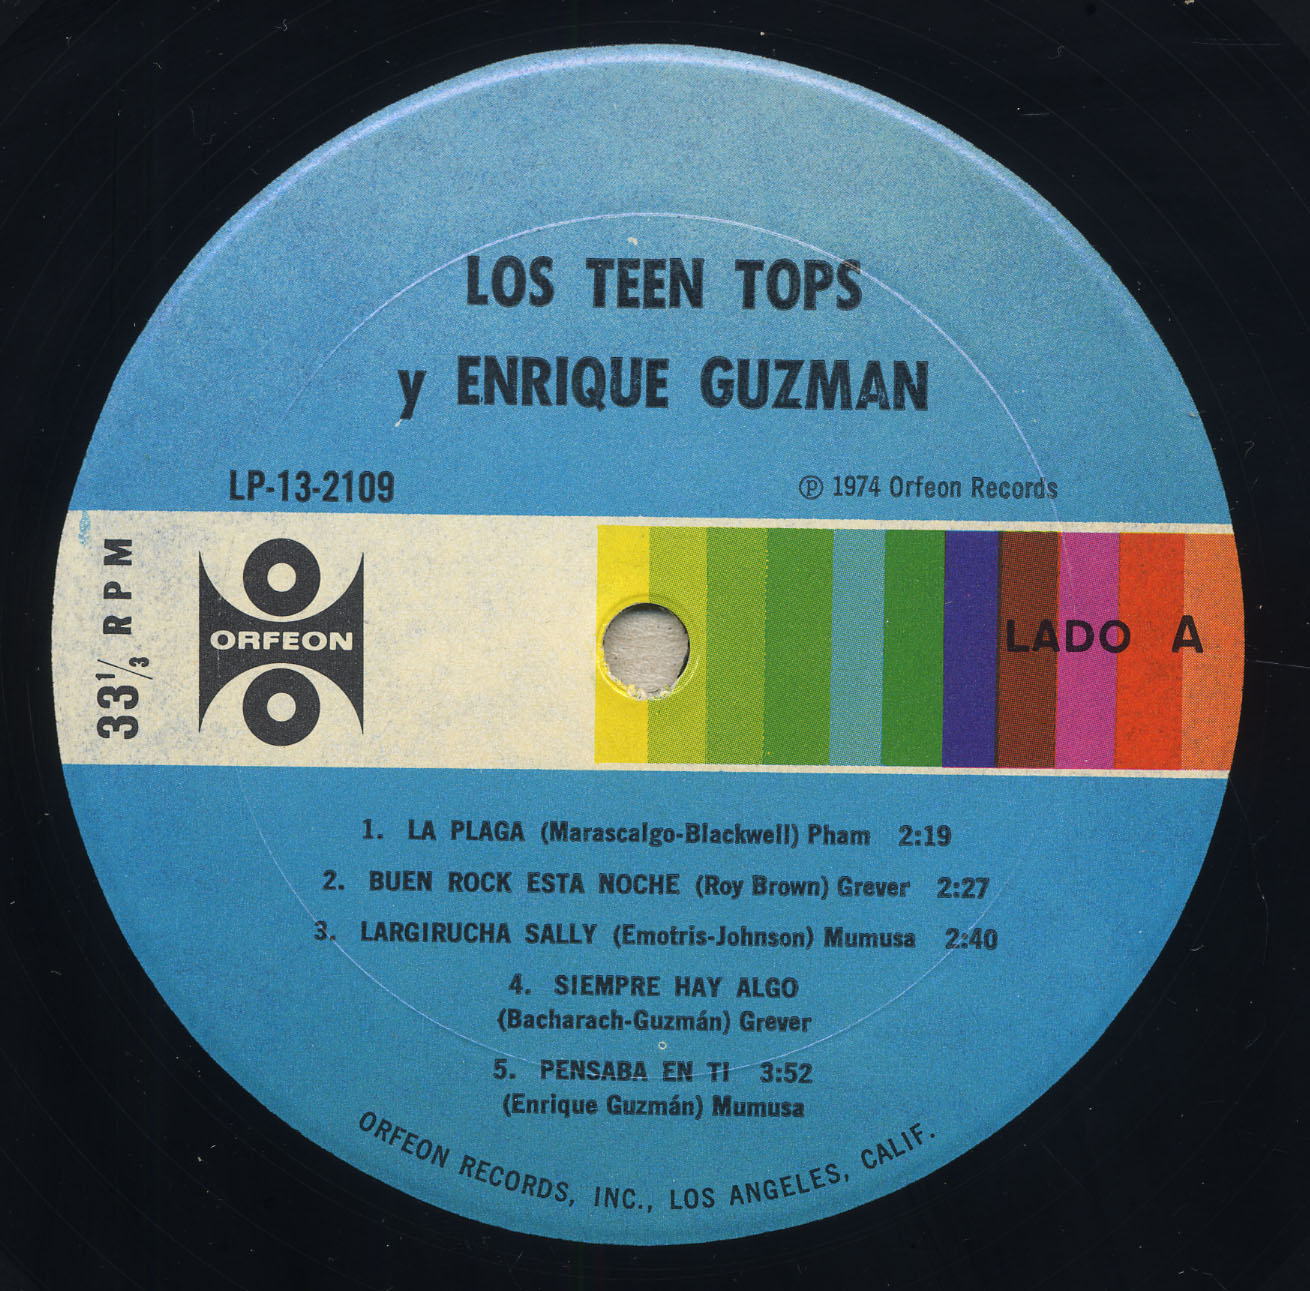 LOS TEEN TOPS
y ENRIQUE GUZMAN
LP-13-2109
Ⓟ 1974 Orfeon Records
33 1/3 RPM
ORFEON
LADO A
1. LA PLAGA (Marascalgo-Blackwell) Pham 2:19
2. BUEN ROCK ESTA NOCHE (Roy Brown) Grever 2:27
3. LARGIRUCHA SALLY (Emotris-Johnson) Mumusa 2:40
4. SIEMPRE HAY ALGO
(Bacharach-Guzmán) Grever
5. PENSABA EN TI 3:52
(Enrique Guzmán) Mumusa
ORFEON RECORDS, INC., LOS ANGELES, CALIF.